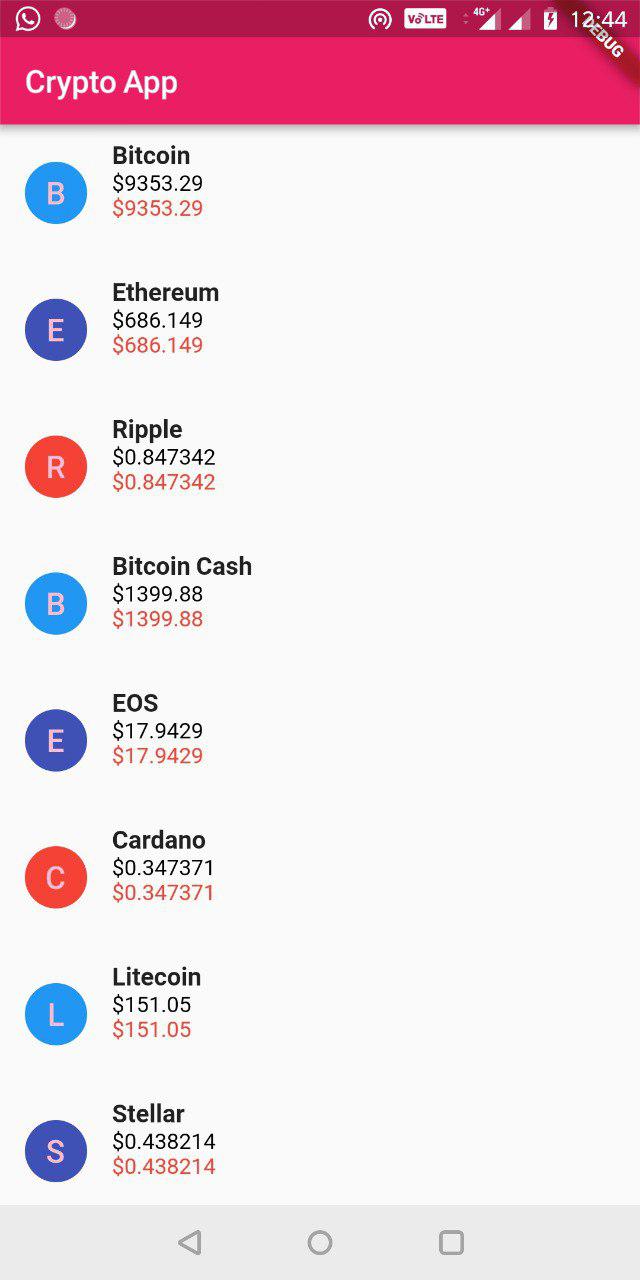 VoLTE 4G+ 12:44
DEBUG
Crypto App
Bitcoin
B
$9353.29
$9353.29
Ethereum
E
$686.149
$686.149
Ripple
R
$0.847342
$0.847342
Bitcoin Cash
B
$1399.88
$1399.88
EOS
E
$17.9429
$17.9429
Cardano
C
$0.347371
$0.347371
Litecoin
L
$151.05
$151.05
Stellar
S
$0.438214
$0.438214